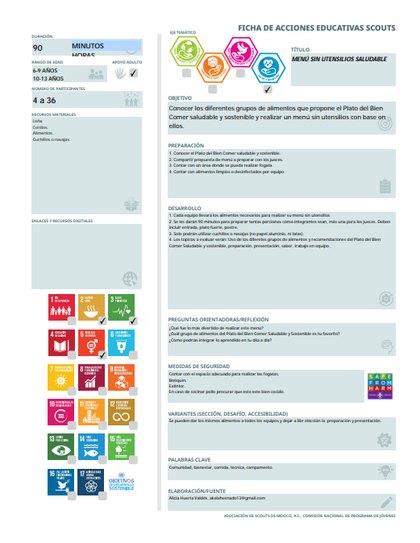 FICHA DE ACCIONES EDUCATIVAS SCOUTS
DURACIÓN
90 MINUTOS
HORAS
RANGO DE EDAD
APOYO ADULTO
6-9 AÑOS
10-13 AÑOS
NÚMERO DE PARTICIPANTES
4 a 36
RECURSOS MATERIALES
Leña
Cerillos.
Alimentos.
Cuchillos o navajas
ENLACES Y RECURSOS DIGITALES
EJE TEMÁTICO
TÍTULO
MENÚ SIN UTENSILIOS SALUDABLE
OBJETIVO
Conocer los diferentes grupos de alimentos que propone el Plato del Bien
Comer saludable y sostenible y realizar un menú sin utensilios con base en
ellos.
PREPARACIÓN
1. Conocer el Plato del Bien Comer saludable y sostenible.
2. Compartir propuesta de menú a preparar con los jueces.
3. Contar con un área donde se pueda realizar fogata.
4. Contar con alimentos limpios o desinfectados por equipo.
DESARROLLO
1. Cada equipo llevará los alimentos necesarios para realizar su menú sin utensilios.
2. Se les darán 90 minutos para preparar tantas porciones como integrantes sean, más una para los jueces. Deben
incluir entrada, plato fuerte, postre.
3. Solo podrán utilizar cuchillos o navajas (no papel aluminio, ni latas).
4. Los tópicos a evaluar serán: Uso de los diferentes grupos de alimentos y recomendaciones del Plato del Bien
Comer Saludable y sostenible, preparación, presentación, sabor, trabajo en equipo.
PREGUNTAS ORIENTADORAS/REFLEXIÓN
¿Qué fue lo más divertido de realizar este menú?
¿Cuál grupo de alimentos del Plato del Bien Comer Saludable y Sostenible es tu favorito?
¿Cómo podrías integrar lo aprendido en tu día a día?
MEDIDAS DE SEGURIDAD
Contar con el espacio adecuado para realizar las fogatas.
Botiquín.
Extintor.
En caso de cocinar pollo procurar que este este bien cocido.
SAFE
FROM
HARM
VARIANTES (SECCIÓN, DESAFÍO, ACCESIBILIDAD)
Se pueden dar los mismos alimentos a todos los equipos y dejar a libre elección la preparación y presentación.
PALABRAS CLAVE
Comunidad, bienestar, comida, técnica, campamento.
ELABORACIÓN/FUENTE
OBJETIVOS
DE DESARROLLO
SOSTENIBLE
ASOCIACIÓN DE SCOUTS DE MÉXICO, A.C., COMISIÓN NACIONAL DE PROGRAMA DE JÓVENES